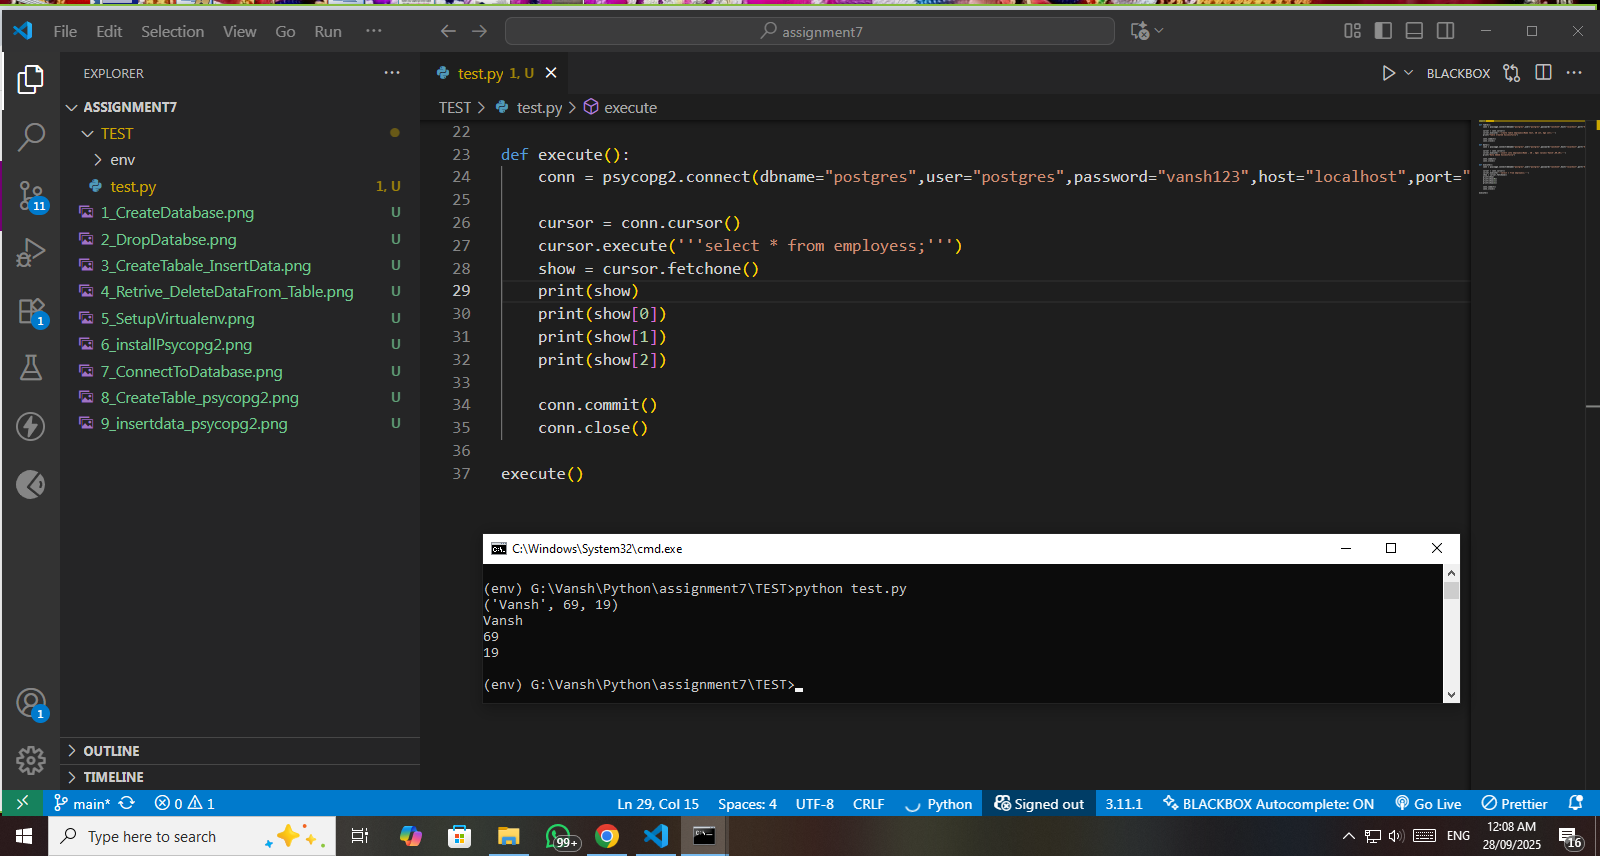 File Edit Selection View Go Run ···
assignment7
EXPLORER ···
ASSIGNMENT7
TEST
env
test.py 1, U
1_CreateDatabase.png U
2_DropDatabse.png U
3_CreateTabale_InsertData.png U
4_Retrive_DeleteDataFrom_Table.png U
5_SetupVirtualenv.png U
6_installPsycopg2.png U
7_ConnectToDatabase.png U
8_CreateTable_psycopg2.png U
9_insertdata_psycopg2.png U
11
1
1
OUTLINE
TIMELINE
test.py 1, U
BLACKBOX
TEST > test.py > execute
22
23 def execute():
24 conn = psycopg2.connect(dbname="postgres",user="postgres",password="vansh123",host="localhost",port="
25
26 cursor = conn.cursor()
27 cursor.execute('''select * from employess;''')
28 show = cursor.fetchone()
29 print(show)
30 print(show[0])
31 print(show[1])
32 print(show[2])
33
34 conn.commit()
35 conn.close()
36
37 execute()
C:\Windows\System32\cmd.exe
(env) G:\Vansh\Python\assignment7\TEST>python test.py
('Vansh', 69, 19)
Vansh
69
19
(env) G:\Vansh\Python\assignment7\TEST>
main* 0 1 Ln 29, Col 15 Spaces: 4 UTF-8 CRLF Python Signed out 3.11.1 BLACKBOX Autocomplete: ON Go Live Prettier
Type here to search
99+
ENG
12:08 AM
28/09/2025
16